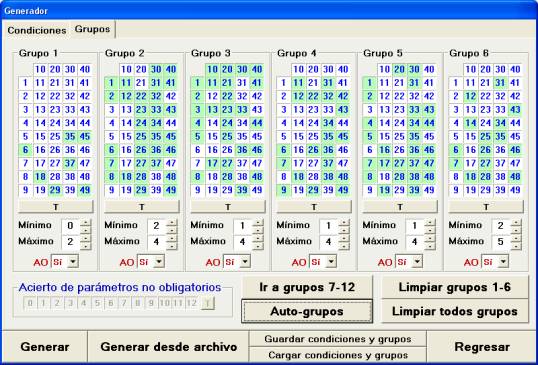 Generador
Condiciones Grupos
Grupo 1 Grupo 2 Grupo 3 Grupo 4 Grupo 5 Grupo 6
10 20 30 40 10 20 30 40 10 20 30 40 10 20 30 40 10 20 30 40 10 20 30 40
1 11 21 31 41 1 11 21 31 41 1 11 21 31 41 1 11 21 31 41 1 11 21 31 41 1 11 21 31 41
2 12 22 32 42 2 12 22 32 42 2 12 22 32 42 2 12 22 32 42 2 12 22 32 42 2 12 22 32 42
3 13 23 33 43 3 13 23 33 43 3 13 23 33 43 3 13 23 33 43 3 13 23 33 43 3 13 23 33 43
4 14 24 34 44 4 14 24 34 44 4 14 24 34 44 4 14 24 34 44 4 14 24 34 44 4 14 24 34 44
5 15 25 35 45 5 15 25 35 45 5 15 25 35 45 5 15 25 35 45 5 15 25 35 45 5 15 25 35 45
6 16 26 36 46 6 16 26 36 46 6 16 26 36 46 6 16 26 36 46 6 16 26 36 46 6 16 26 36 46
7 17 27 37 47 7 17 27 37 47 7 17 27 37 47 7 17 27 37 47 7 17 27 37 47 7 17 27 37 47
8 18 28 38 48 8 18 28 38 48 8 18 28 38 48 8 18 28 38 48 8 18 28 38 48 8 18 28 38 48
9 19 29 39 49 9 19 29 39 49 9 19 29 39 49 9 19 29 39 49 9 19 29 39 49 9 19 29 39 49
T T T T T T
Mínimo 0 Mínimo 2 Mínimo 1 Mínimo 1 Mínimo 1 Mínimo 2
Máximo 2 Máximo 4 Máximo 4 Máximo 4 Máximo 4 Máximo 5
AO Sí AO Sí AO Sí AO Sí AO Sí AO Sí
Acierto de parámetros no obligatorios
0 1 2 3 4 5 6 7 8 9 10 11 12 T
Ir a grupos 7-12 Limpiar grupos 1-6
Auto-grupos Limpiar todos grupos
Generar Generar desde archivo Guardar condiciones y grupos Regresar
Cargar condiciones y grupos